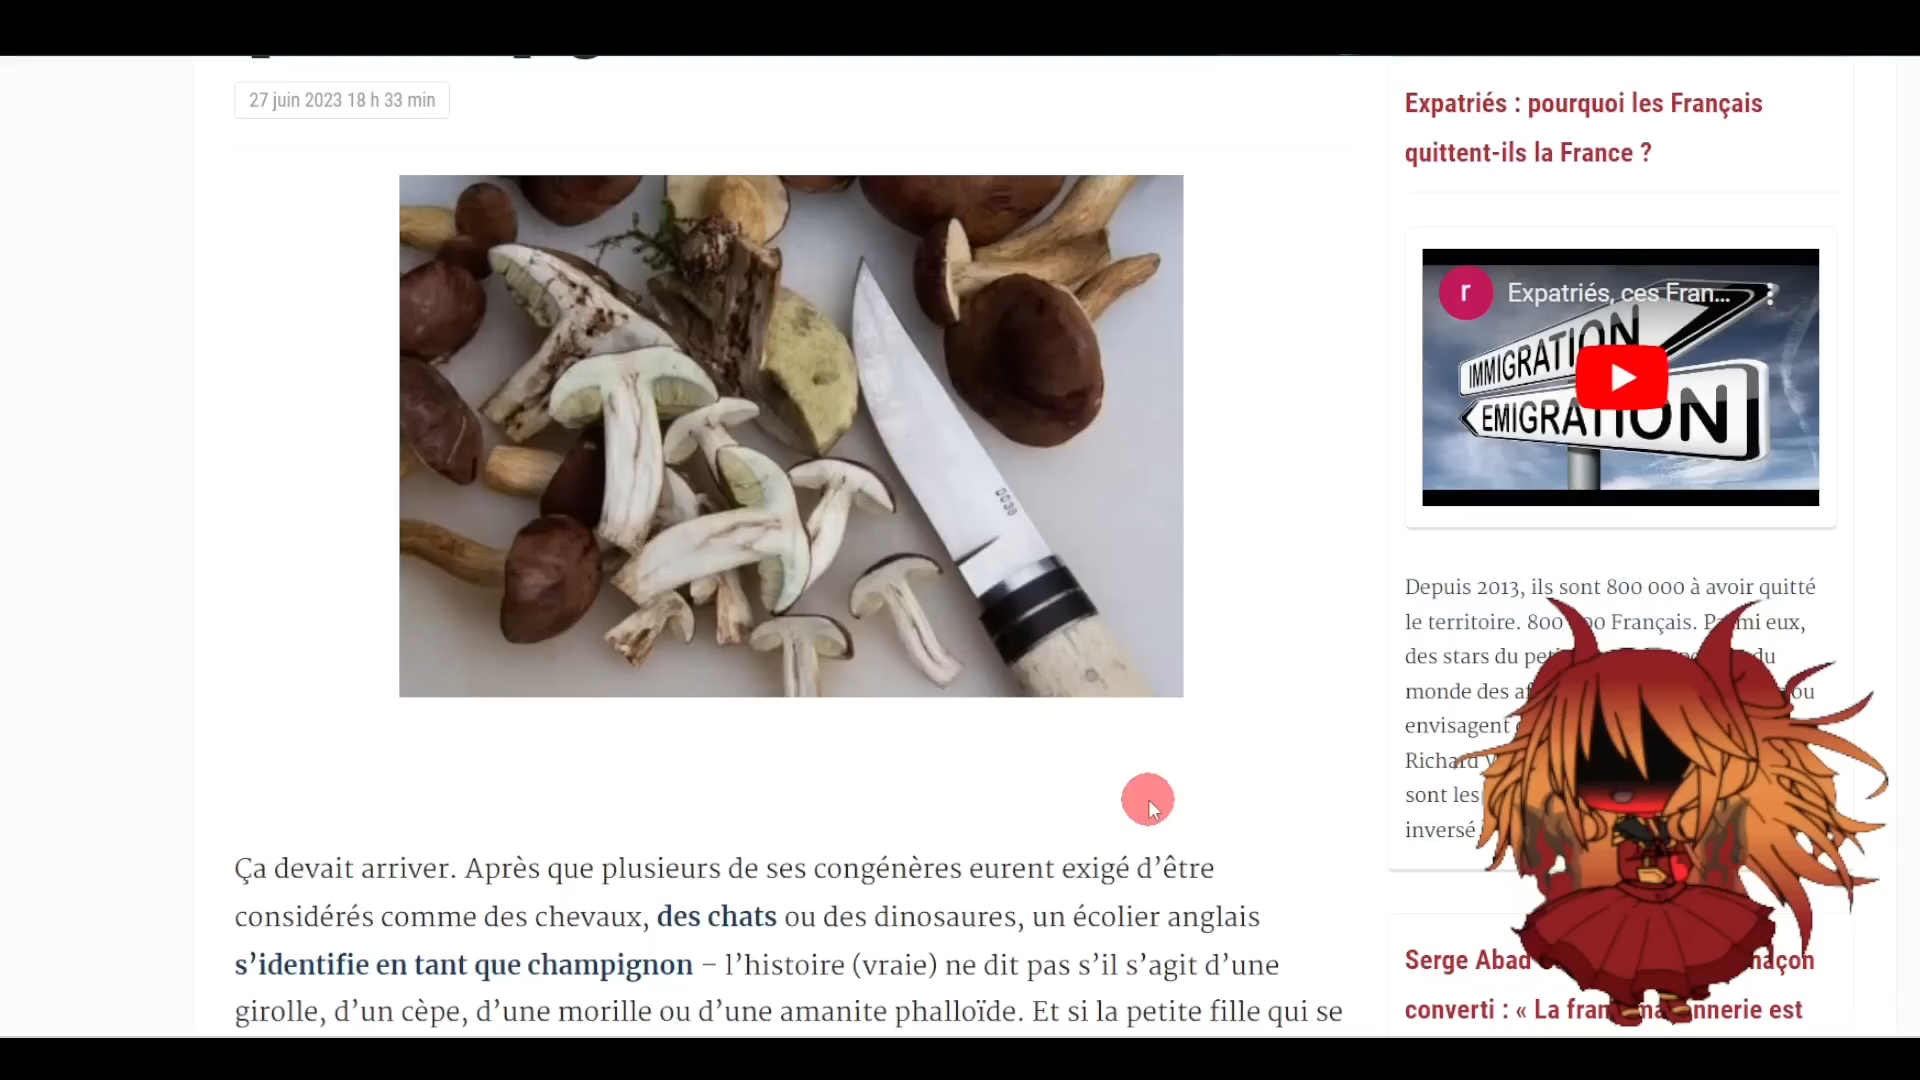 27 juin 2023 18 h 33 min
Ça devait arriver. Après que plusieurs de ses congénères eurent exigé d’être
considérés comme des chevaux, des chats ou des dinosaures, un écolier anglais
s’identifie en tant que champignon – l’histoire (vraie) ne dit pas s’il s’agit d’une
girolle, d’un cèpe, d’une morille ou d’une amanite phalloïde. Et si la petite fille qui se
Expatriés : pourquoi les Français
quittent-ils la France ?
r
Expatriés, ces Fran...
IMMIGRATION
EMIGRATION
Depuis 2013, ils sont 800 000 à avoir quitté
le territoire. 800 Français. Parmi eux,
des stars du du
monde des ou
envisagent
Richard
sont les
inversé
Serge Abad maçon
converti : « La est